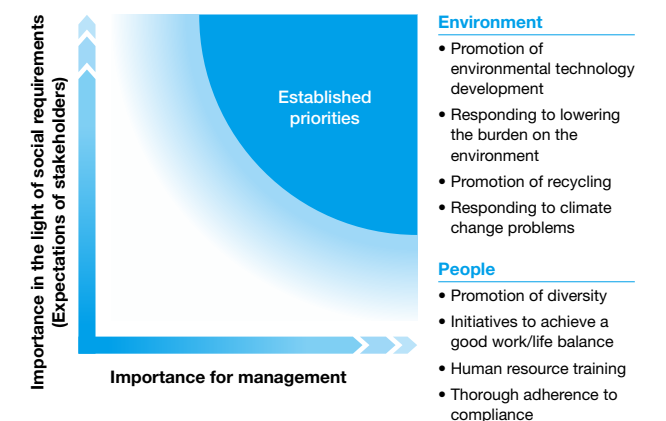 Importance in the light of social requirements
(Expectations of stakeholders)
Established
priorities
Importance for management
Environment
• Promotion of
environmental technology
development
• Responding to lowering
the burden on the
environment
• Promotion of recycling
• Responding to climate
change problems
People
• Promotion of diversity
• Initiatives to achieve a
good work/life balance
• Human resource training
• Thorough adherence to
compliance